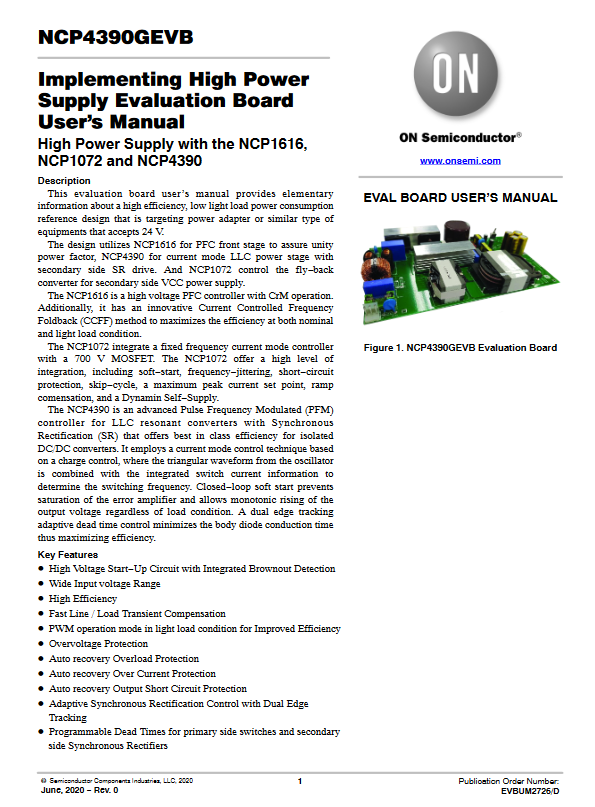 NCP4390GEVB
Implementing High Power
Supply Evaluation Board
User's Manual
High Power Supply with the NCP1616,
NCP1072 and NCP4390
Description
This evaluation board user's manual provides elementary
information about a high efficiency, low light load power consumption
reference design that is targeting power adapter or similar type of
equipments that accepts 24 V.
The design utilizes NCP1616 for PFC front stage to assure unity
power factor, NCP4390 for current mode LLC power stage with
secondary side SR drive. And NCP1072 control the fly−back
converter for secondary side VCC power supply.
The NCP1616 is a high voltage PFC controller with CrM operation.
Additionally, it has an innovative Current Controlled Frequency
Foldback (CCFF) method to maximizes the efficiency at both nominal
and light load condition.
The NCP1072 integrate a fixed frequency current mode controller
with a 700 V MOSFET. The NCP1072 offer a high level of
integration, including soft−start, frequency−jittering, short−circuit
protection, skip−cycle, a maximum peak current set point, ramp
comensation, and a Dynamin Self−Supply.
The NCP4390 is an advanced Pulse Frequency Modulated (PFM)
controller for LLC resonant converters with Synchronous
Rectification (SR) that offers best in class efficiency for isolated
DC/DC converters. It employs a current mode control technique based
on a charge control, where the triangular waveform from the oscillator
is combined with the integrated switch current information to
determine the switching frequency. Closed−loop soft start prevents
saturation of the error amplifier and allows monotonic rising of the
output voltage regardless of load condition. A dual edge tracking
adaptive dead time control minimizes the body diode conduction time
thus maximizing efficiency.
Key Features
• High Voltage Start−Up Circuit with Integrated Brownout Detection
• Wide Input voltage Range
• High Efficiency
• Fast Line / Load Transient Compensation
• PWM operation mode in light load condition for Improved Efficiency
• Overvoltage Protection
• Auto recovery Overload Protection
• Auto recovery Over Current Protection
• Auto recovery Output Short Circuit Protection
• Adaptive Synchronous Rectification Control with Dual Edge
Tracking
• Programmable Dead Times for primary side switches and secondary
side Synchronous Rectifiers
ON
ON Semiconductor®
www.onsemi.com
EVAL BOARD USER'S MANUAL
Figure 1. NCP4390GEVB Evaluation Board
© Semiconductor Components Industries, LLC, 2020
June, 2020 − Rev. 0
1
Publication Order Number:
EVBUM2726/D